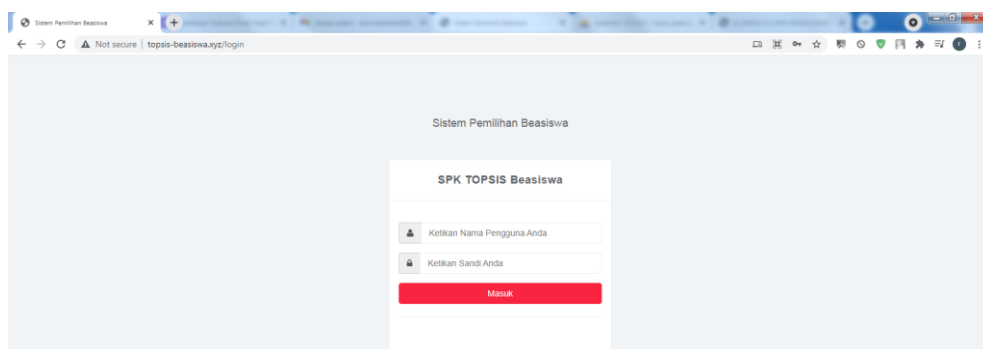 Sistem Pemilihan Beasiswa
Not secure | topsis-beasiswa.xyz/login
Sistem Pemilihan Beasiswa
SPK TOPSIS Beasiswa
Ketikan Nama Pengguna Anda
Ketikan Sandi Anda
Masuk